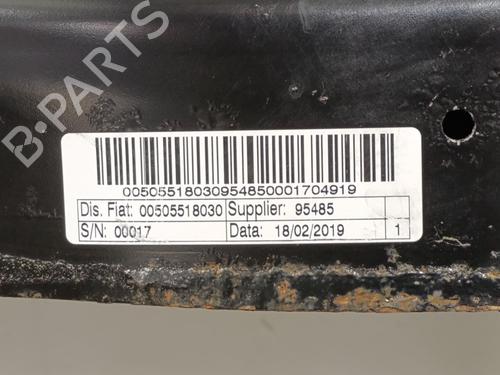 B-PARTS
005055180309548500001704919
Dis. Fiat: 00505518030 Supplier: 95485
S/N: 00017 Data: 18/02/2019 1